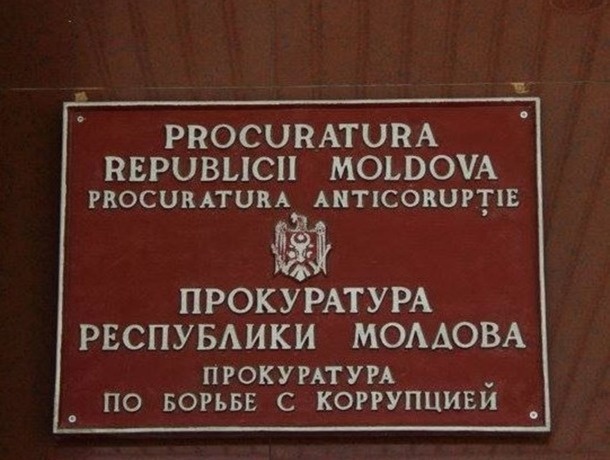 PROCURATURA
REPUBLICII MOLDOVA
PROCURATURA ANTICORUPȚIE
ПРОКУРАТУРА
РЕСПУБЛИКИ МОЛДОВА
ПРОКУРАТУРА
ПО БОРЬБЕ С КОРРУПЦИЕЙ